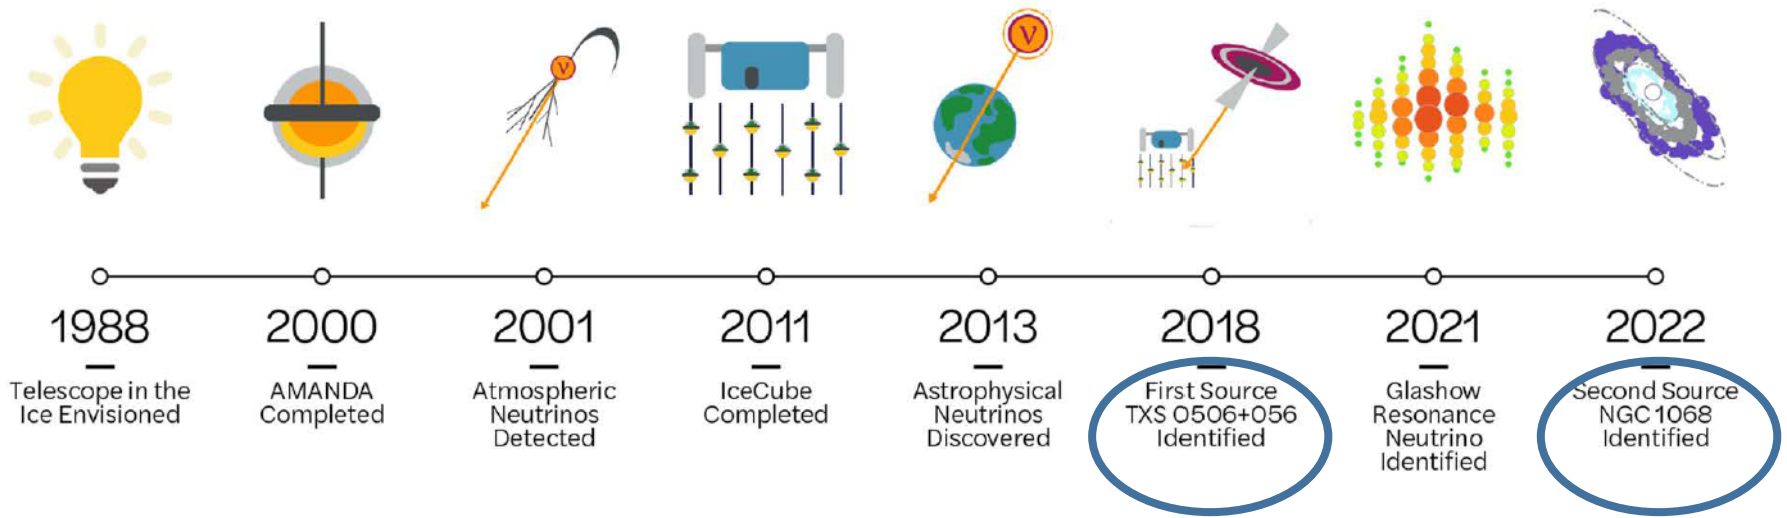 ν
ν
1988
Telescope in the
Ice Envisioned
2000
AMANDA
Completed
2001
Atmospheric
Neutrinos
Detected
2011
IceCube
Completed
2013
Astrophysical
Neutrinos
Discovered
2018
First Source
TXS 0506+056
Identified
2021
Glashow
Resonance
Neutrino
Identified
2022
Second Source
NGC 1068
Identified